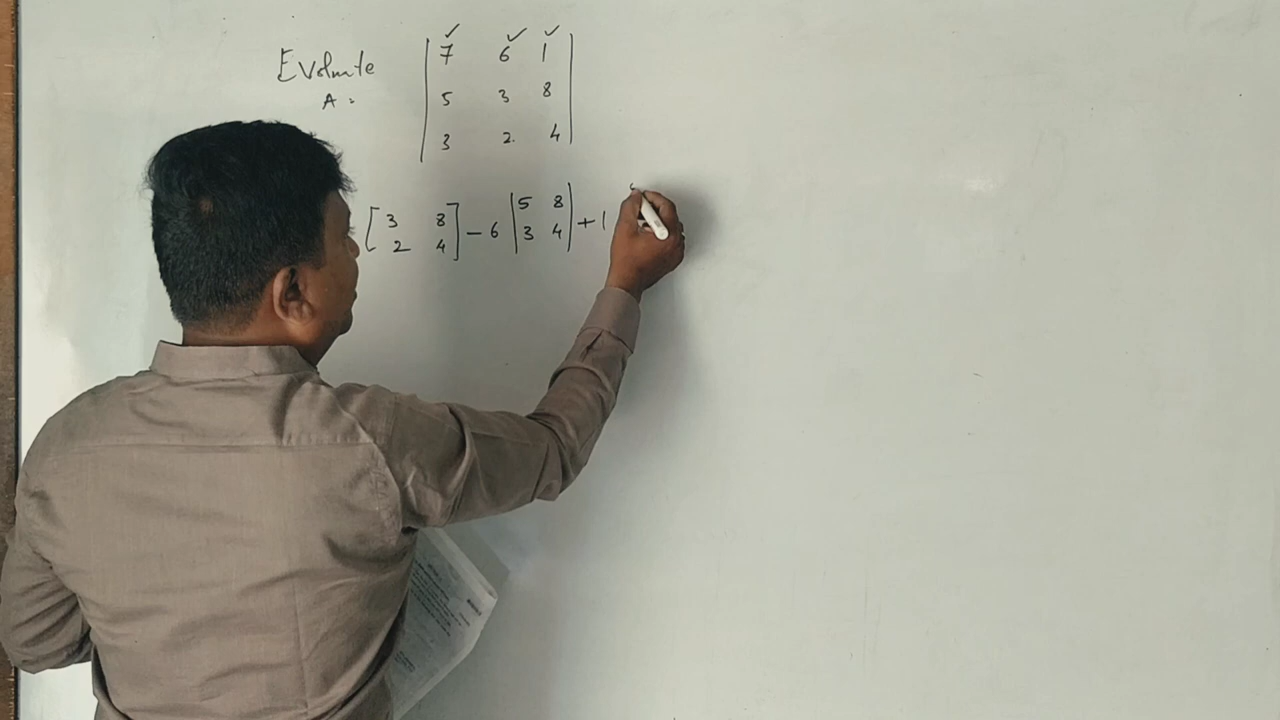 ✓ ✓ ✓
Evaluate | 7 6 1 |
A = | 5 3 8 |
| 3 2 4 |
[ 3 8 ] - 6 | 5 8 | + 1
[ 2 4 ] | 3 4 |